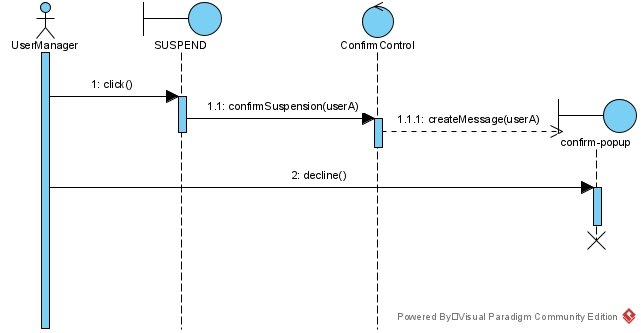 UserManager
SUSPEND
ConfirmControl
1: click()
1.1: confirmSuspension(userA)
1.1.1: createMessage(userA)
confirm-popup
2: decline()
Powered By Visual Paradigm Community Edition